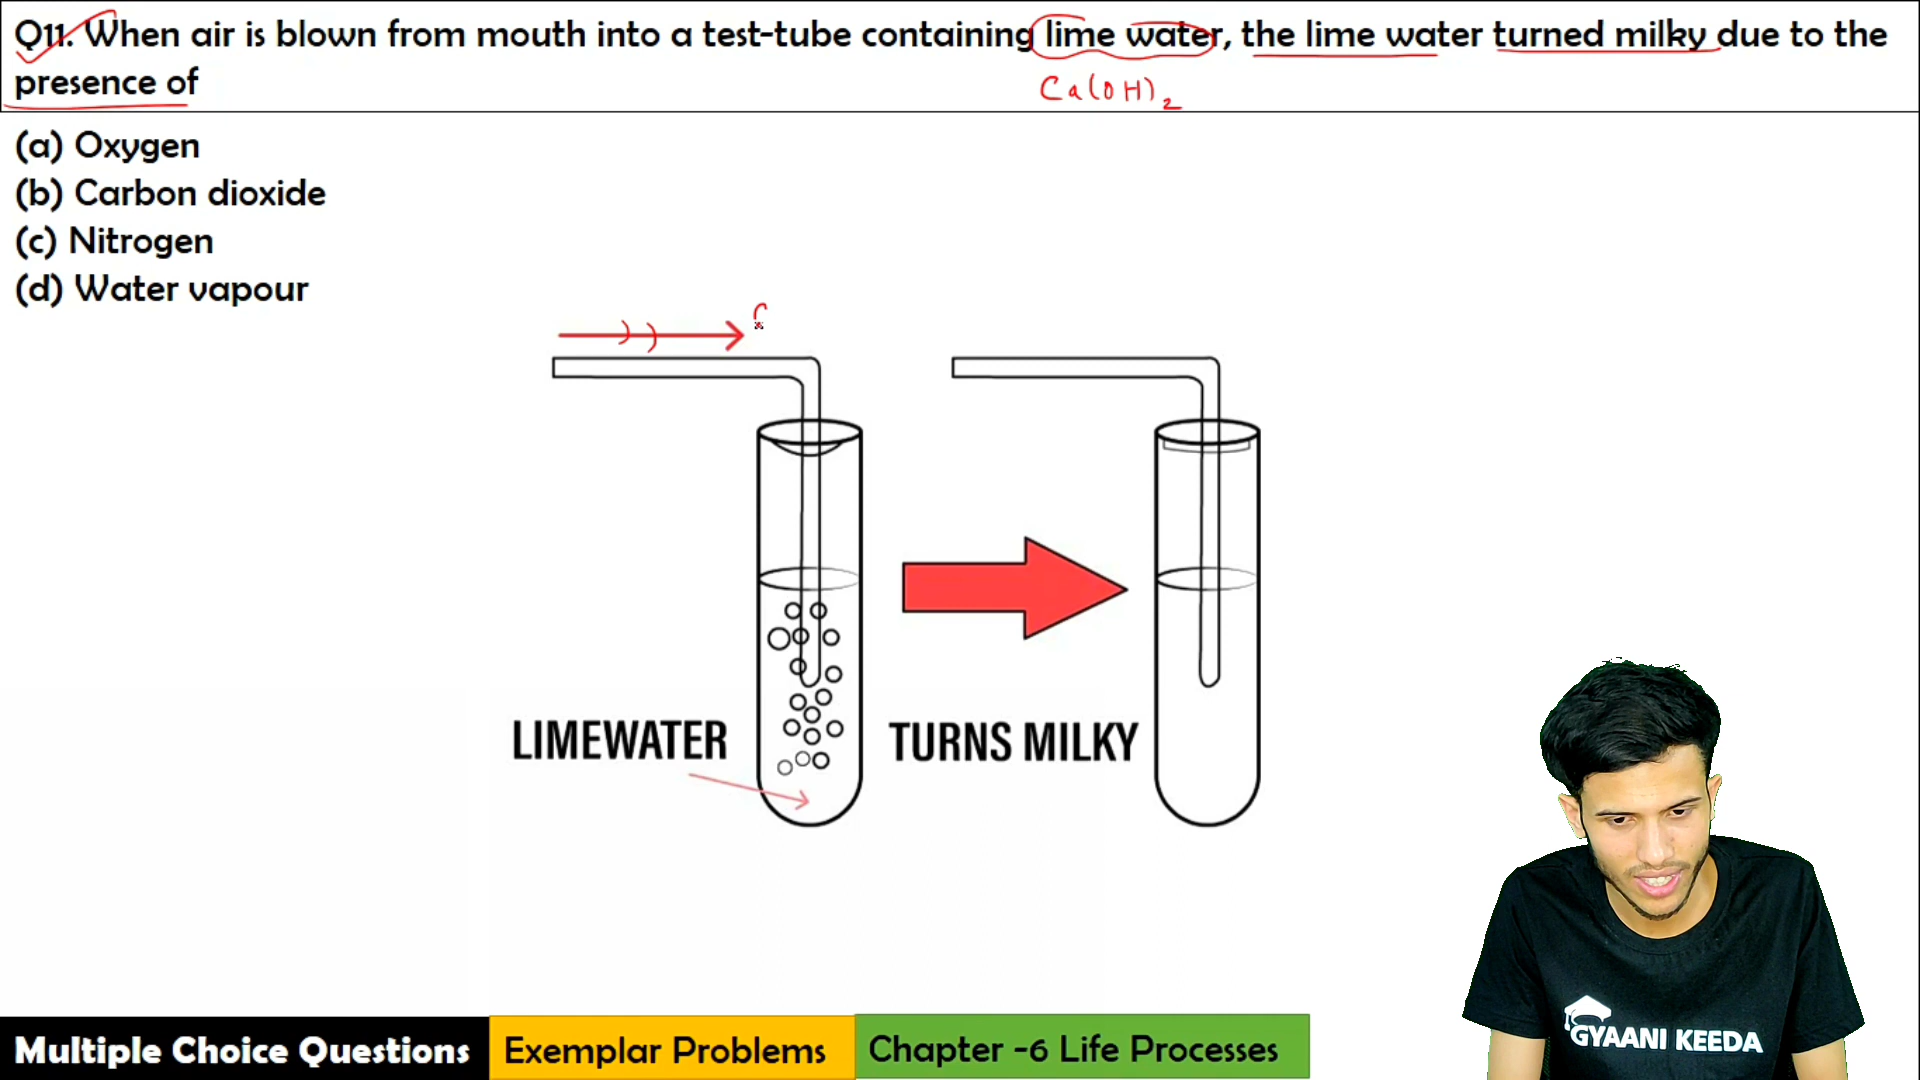 Q11. When air is blown from mouth into a test-tube containing lime water, the lime water turned milky due to the
presence of
Ca(OH)2
(a) Oxygen
(b) Carbon dioxide
(c) Nitrogen
(d) Water vapour
LIMEWATER
TURNS MILKY
GYAANI KEEDA
Multiple Choice Questions
Exemplar Problems
Chapter -6 Life Processes